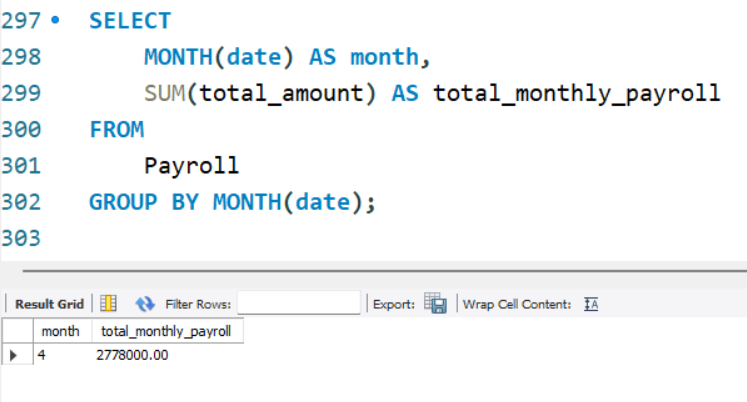 297 SELECT
298 MONTH(date) AS month,
299 SUM(total_amount) AS total_monthly_payroll
300 FROM
301 Payroll
302 GROUP BY MONTH(date);
303
Result Grid Filter Rows: Export: Wrap Cell Content: IA
month total_monthly_payroll
4 2778000.00